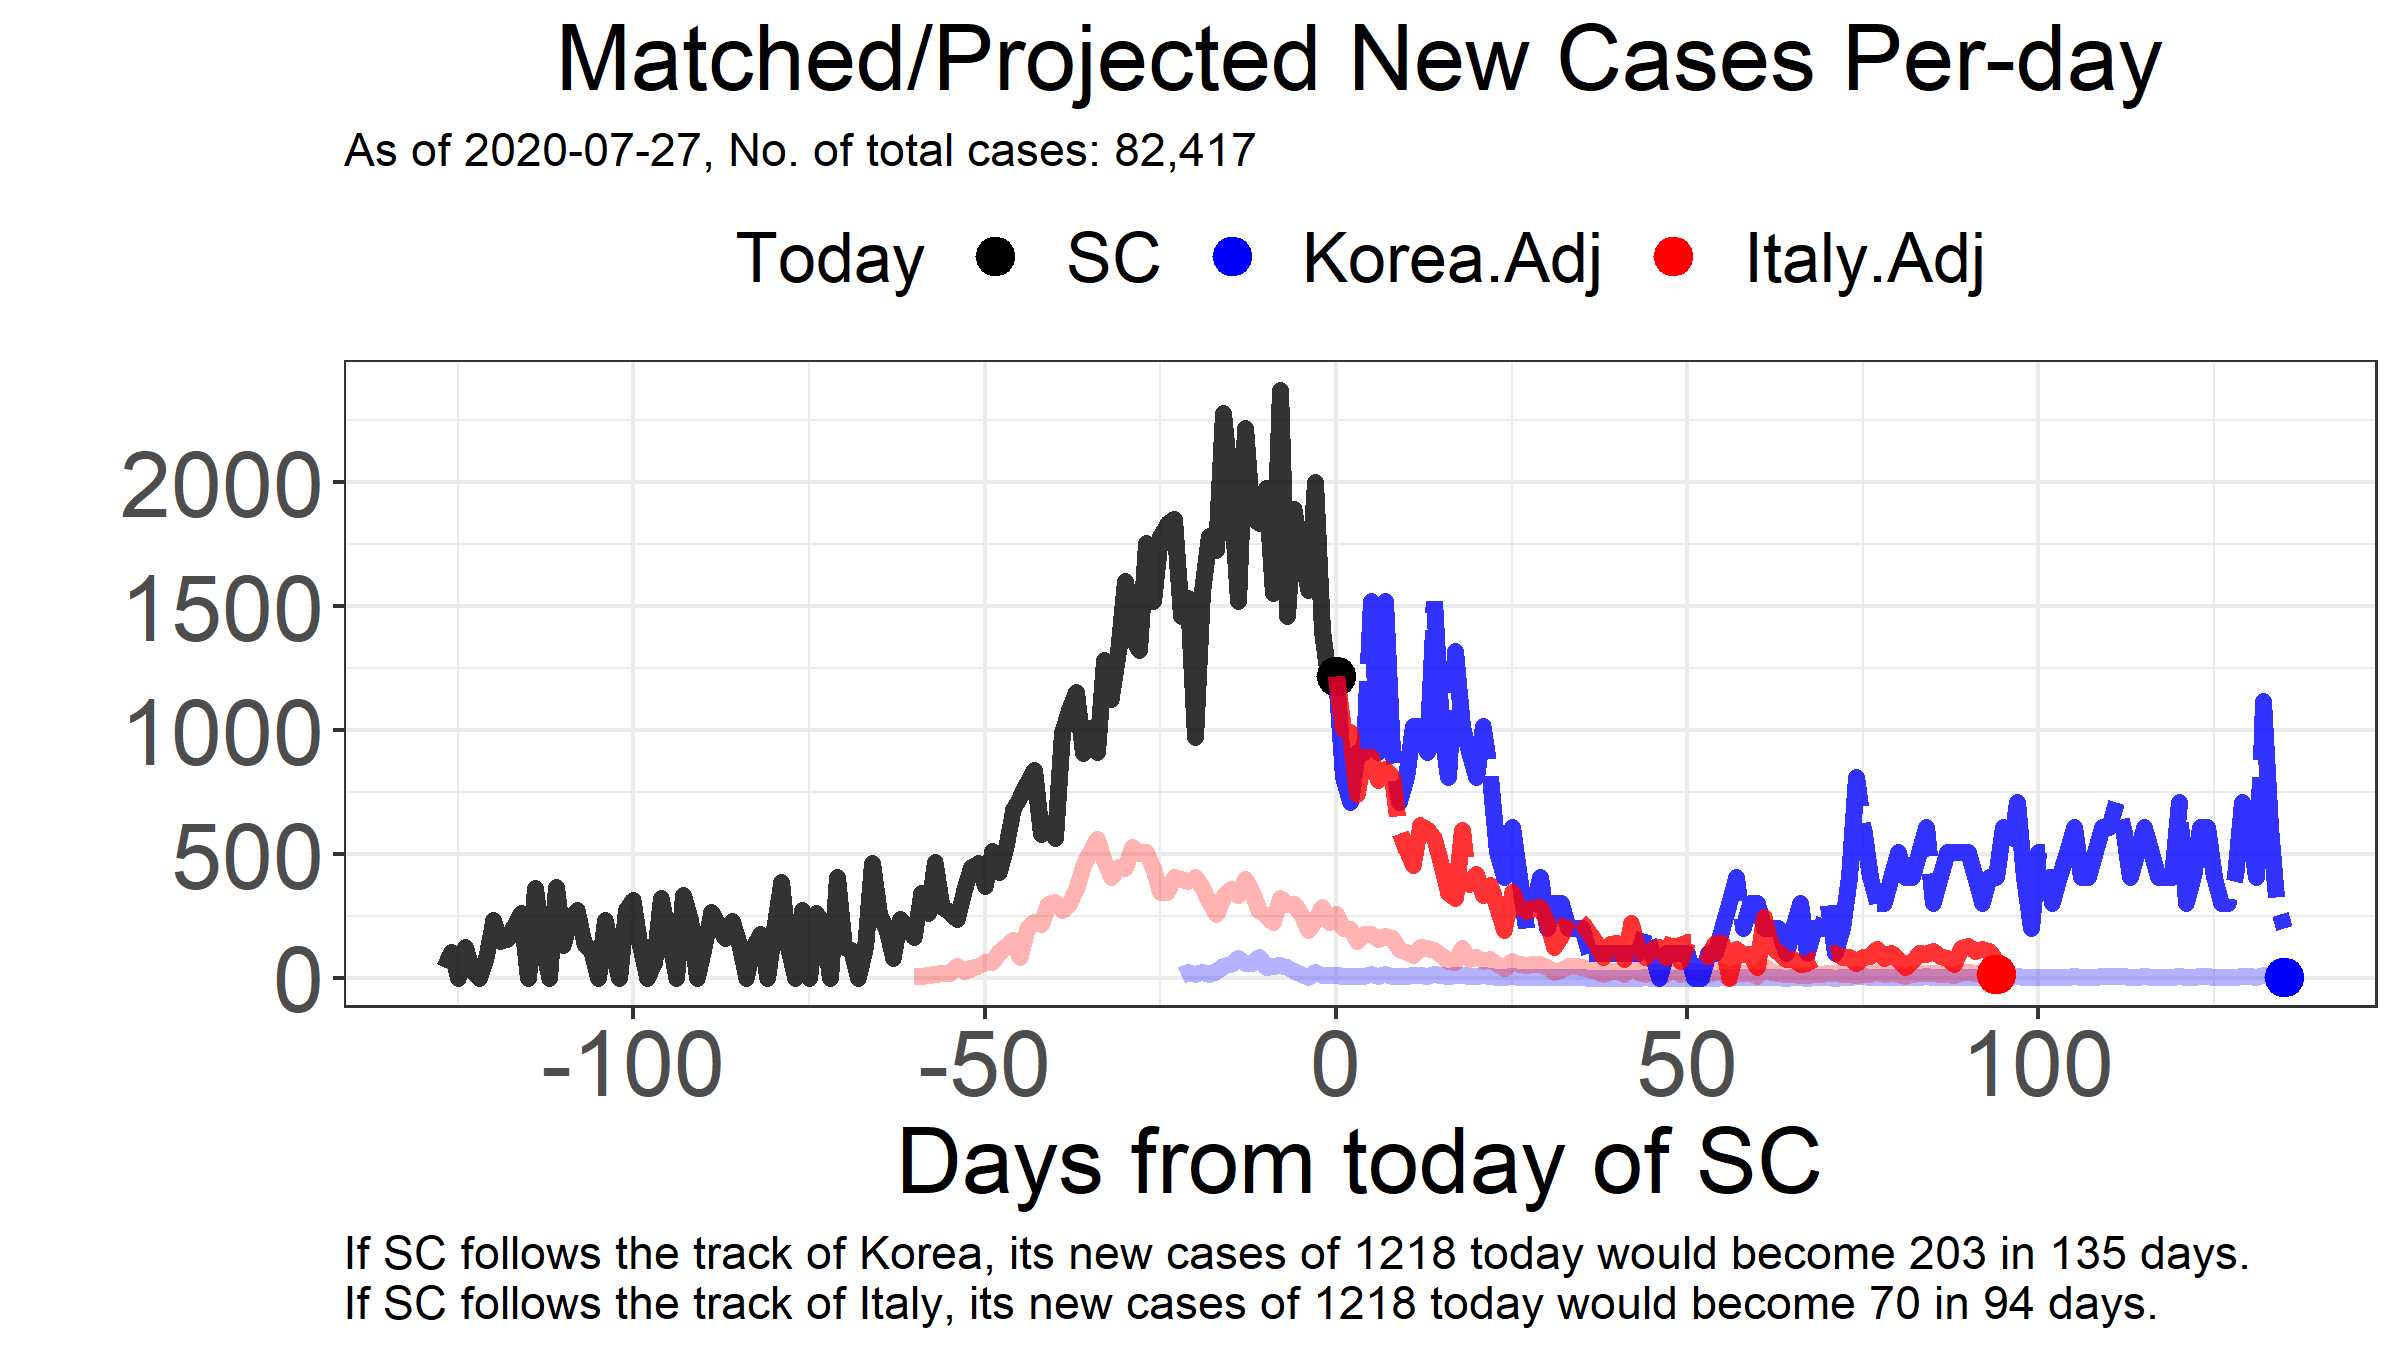 Matched/Projected New Cases Per-day
As of 2020-07-27, No. of total cases: 82,417
Today SC Korea.Adj Italy.Adj
2000
1500
1000
500
0
-100 -50 0 50 100
Days from today of SC
If SC follows the track of Korea, its new cases of 1218 today would become 203 in 135 days.
If SC follows the track of Italy, its new cases of 1218 today would become 70 in 94 days.